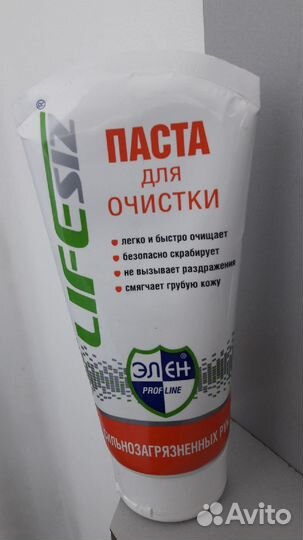 LIFESIZ®
ПАСТА
для
ОЧИСТКИ
легко и быстро очищает
безопасно скрабирует
не вызывает раздражения
смягчает грубую кожу
ЭЛЕН®
PROF LINE
Avito